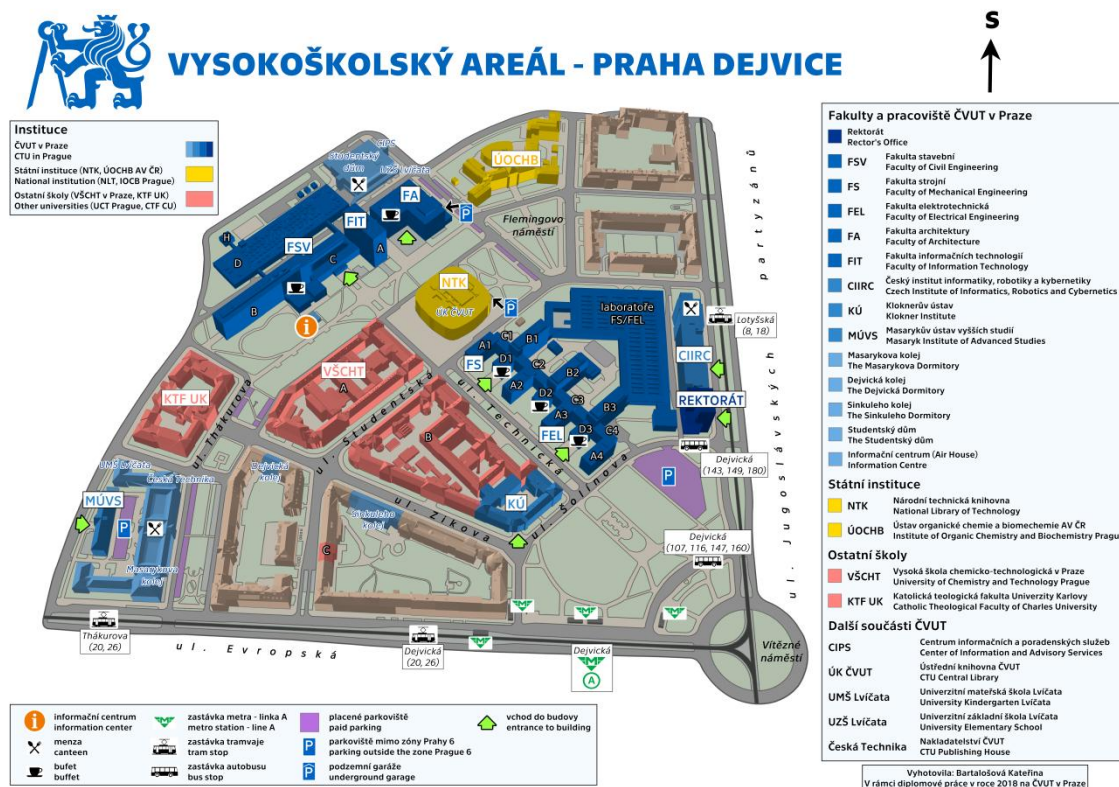 VYSOKOŠKOLSKÝ AREÁL - PRAHA DEJVICE
S
Instituce
ČVUT v Praze
CTU in Prague
Státní instituce (NTK, ÚOCHB AV ČR)
National institution (NLT, IOCB Prague)
Ostatní školy (VŠCHT v Praze, KTF UK)
Other universities (UCT Prague, CTF CU)
CIPS
Studentský
dům
UZŠ Lvíčata
ÚOCHB
FA
P
FIT
Flemingovo
náměstí
H
D
FSV
C
A
B
i
NTK
ÚK ČVUT
P
laboratoře
FS/FEL
Lotyšská
(8, 18)
CIIRC
REKTORÁT
A1
C1
B1
D1
FS
C2
A2
B2
D2
C3
A3
B3
FEL
D3
C4
A4
Dejvická
(143, 149, 180)
P
Dejvická
(107, 116, 147, 160)
VŠCHT
A
B
KTF UK
ul. Thákurova
ul. Studentská
ul. Technická
ul. Šolínova
ul. Zikova
ul. Jugoslávských partyzánů
KÚ
Dejvická
kolej
Sinkuleho
kolej
C
UMŠ Lvíčata
Česká Technika
MÚVS
P
Masarykova
kolej
Thákurova
(20, 26)
ul. Evropská
Dejvická
(20, 26)
Dejvická
A
Vítězné
náměstí
i
informační centrum
information center
menza
canteen
bufet
buffet
zastávka metra - linka A
metro station - line A
zastávka tramvaje
tram stop
zastávka autobusu
bus stop
placené parkoviště
paid parking
P
parkoviště mimo zóny Prahy 6
parking outside the zone Prague 6
P
podzemní garáže
underground garage
vchod do budovy
entrance to building
Fakulty a pracoviště ČVUT v Praze
Rektorát
Rector's Office
FSV
Fakulta stavební
Faculty of Civil Engineering
FS
Fakulta strojní
Faculty of Mechanical Engineering
FEL
Fakulta elektrotechnická
Faculty of Electrical Engineering
FA
Fakulta architektury
Faculty of Architecture
FIT
Fakulta informačních technologií
Faculty of Information Technology
CIIRC
Český institut informatiky, robotiky a kybernetiky
Czech Institute of Informatics, Robotics and Cybernetics
KÚ
Kloknerův ústav
Klokner Institute
MÚVS
Masarykův ústav vyšších studií
Masaryk Institute of Advanced Studies
Masarykova kolej
The Masarykova Dormitory
Dejvická kolej
The Dejvická Dormitory
Sinkuleho kolej
The Sinkuleho Dormitory
Studentský dům
The Studentský dům
Informační centrum (Air House)
Information Centre
Státní instituce
NTK
Národní technická knihovna
National Library of Technology
ÚOCHB
Ústav organické chemie a biomechemie AV ČR
Institute of Organic Chemistry and Biochemistry Prague
Ostatní školy
VŠCHT
Vysoká škola chemicko-technologická v Praze
University of Chemistry and Technology Prague
KTF UK
Katolická teologická fakulta Univerzity Karlovy
Catholic Theological Faculty of Charles University
Další součásti ČVUT
CIPS
Centrum informačních a poradenských služeb
Center of Information and Advisory Services
ÚK ČVUT
Ústřední knihovna ČVUT
CTU Central Library
UMŠ Lvíčata
Univerzitní mateřská škola Lvíčata
University Kindergarten Lvíčata
UZŠ Lvíčata
Univerzitní základní škola Lvíčata
University Elementary School
Česká Technika
Nakladatelství ČVUT
CTU Publishing House
Vyhotovila: Bartalošová Kateřina
V rámci diplomové práce v roce 2018 na ČVUT v Praze